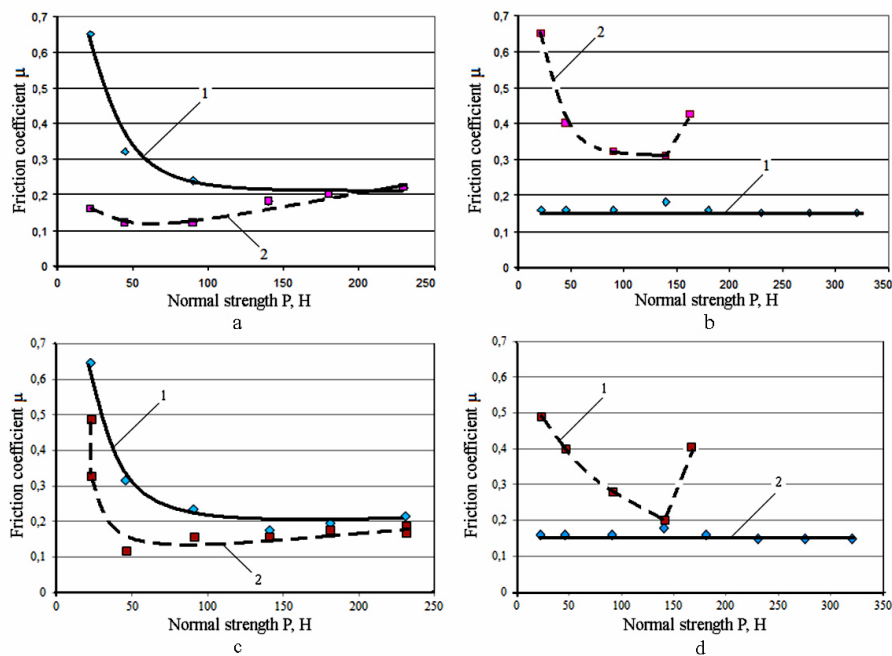 0,7
0,6
0,5
0,4
0,3
0,2
0,1
0
Friction coefficient μ
1
2
0 50 100 150 200 250
Normal strength P, H
a
0,7
0,6
0,5
0,4
0,3
0,2
0,1
0
Friction coefficient μ
2
1
0 50 100 150 200 250 300 350
Normal strength P, H
b
0,7
0,6
0,5
0,4
0,3
0,2
0,1
0
Friction coefficient μ
1
2
0 50 100 150 200 250
Normal strength P, H
c
0,7
0,6
0,5
0,4
0,3
0,2
0,1
0
Friction coefficient μ
1
2
0 50 100 150 200 250 300 350
Normal strength P, H
d